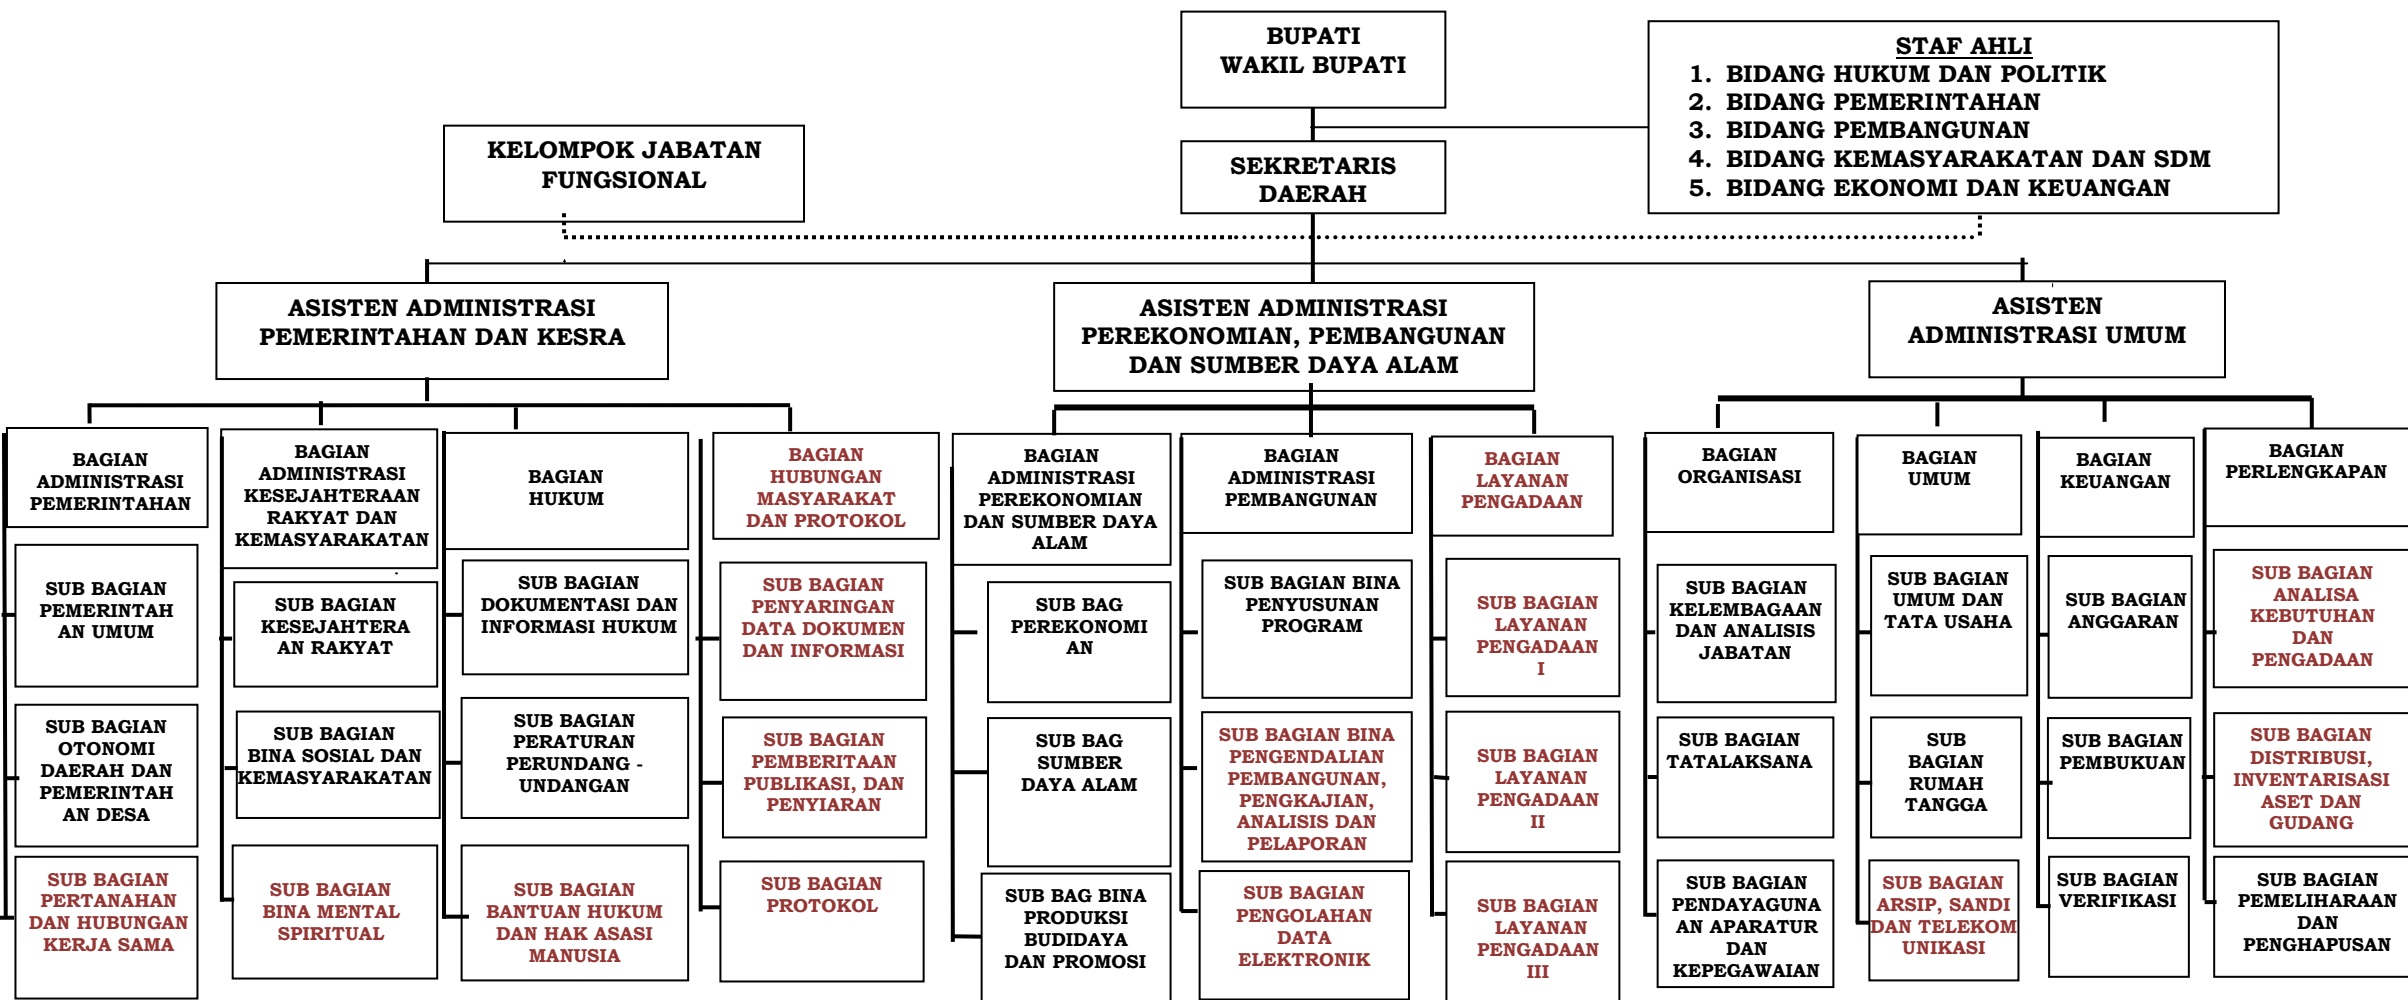 BUPATI
WAKIL BUPATI
STAF AHLI
1. BIDANG HUKUM DAN POLITIK
2. BIDANG PEMERINTAHAN
3. BIDANG PEMBANGUNAN
4. BIDANG KEMASYARAKATAN DAN SDM
5. BIDANG EKONOMI DAN KEUANGAN
KELOMPOK JABATAN
FUNGSIONAL
SEKRETARIS
DAERAH
ASISTEN ADMINISTRASI
PEMERINTAHAN DAN KESRA
ASISTEN ADMINISTRASI
PEREKONOMIAN, PEMBANGUNAN
DAN SUMBER DAYA ALAM
ASISTEN
ADMINISTRASI UMUM
BAGIAN
ADMINISTRASI
PEMERINTAHAN
BAGIAN
ADMINISTRASI
KESEJAHTERAAN
RAKYAT DAN
KEMASYARAKATAN
BAGIAN
HUKUM
BAGIAN
HUBUNGAN
MASYARAKAT
DAN PROTOKOL
BAGIAN
ADMINISTRASI
PEREKONOMIAN
DAN SUMBER DAYA
ALAM
BAGIAN
ADMINISTRASI
PEMBANGUNAN
BAGIAN
LAYANAN
PENGADAAN
BAGIAN
ORGANISASI
BAGIAN
UMUM
BAGIAN
KEUANGAN
BAGIAN
PERLENGKAPAN
SUB BAGIAN
PEMERINTAH
AN UMUM
SUB BAGIAN
KESEJAHTERA
AN RAKYAT
SUB BAGIAN
DOKUMENTASI DAN
INFORMASI HUKUM
SUB BAGIAN
PENYARINGAN
DATA DOKUMEN
DAN INFORMASI
SUB BAG
PEREKONOMI
AN
SUB BAGIAN BINA
PENYUSUNAN
PROGRAM
SUB BAGIAN
LAYANAN
PENGADAAN
I
SUB BAGIAN
KELEMBAGAAN
DAN ANALISIS
JABATAN
SUB BAGIAN
UMUM DAN
TATA USAHA
SUB BAGIAN
ANGGARAN
SUB BAGIAN
ANALISA
KEBUTUHAN
DAN
PENGADAAN
SUB BAGIAN
OTONOMI
DAERAH DAN
PEMERINTAH
AN DESA
SUB BAGIAN
BINA SOSIAL DAN
KEMASYARAKATAN
SUB BAGIAN
PERATURAN
PERUNDANG -
UNDANGAN
SUB BAGIAN
PEMBERITAAN
PUBLIKASI, DAN
PENYIARAN
SUB BAG
SUMBER
DAYA ALAM
SUB BAGIAN BINA
PENGENDALIAN
PEMBANGUNAN,
PENGKAJIAN,
ANALISIS DAN
PELAPORAN
SUB BAGIAN
LAYANAN
PENGADAAN
II
SUB BAGIAN
TATALAKSANA
SUB
BAGIAN
RUMAH
TANGGA
SUB BAGIAN
PEMBUKUAN
SUB BAGIAN
DISTRIBUSI,
INVENTARISASI
ASET DAN
GUDANG
SUB BAGIAN
PERTANAHAN
DAN HUBUNGAN
KERJA SAMA
SUB BAGIAN
BINA MENTAL
SPIRITUAL
SUB BAGIAN
BANTUAN HUKUM
DAN HAK ASASI
MANUSIA
SUB BAGIAN
PROTOKOL
SUB BAG BINA
PRODUKSI
BUDIDAYA
DAN PROMOSI
SUB BAGIAN
PENGOLAHAN
DATA
ELEKTRONIK
SUB BAGIAN
LAYANAN
PENGADAAN
III
SUB BAGIAN
PENDAYAGUNA
AN APARATUR
DAN
KEPEGAWAIAN
SUB BAGIAN
ARSIP, SANDI
DAN TELEKOM
UNIKASI
SUB BAGIAN
VERIFIKASI
SUB BAGIAN
PEMELIHARAAN
DAN
PENGHAPUSAN